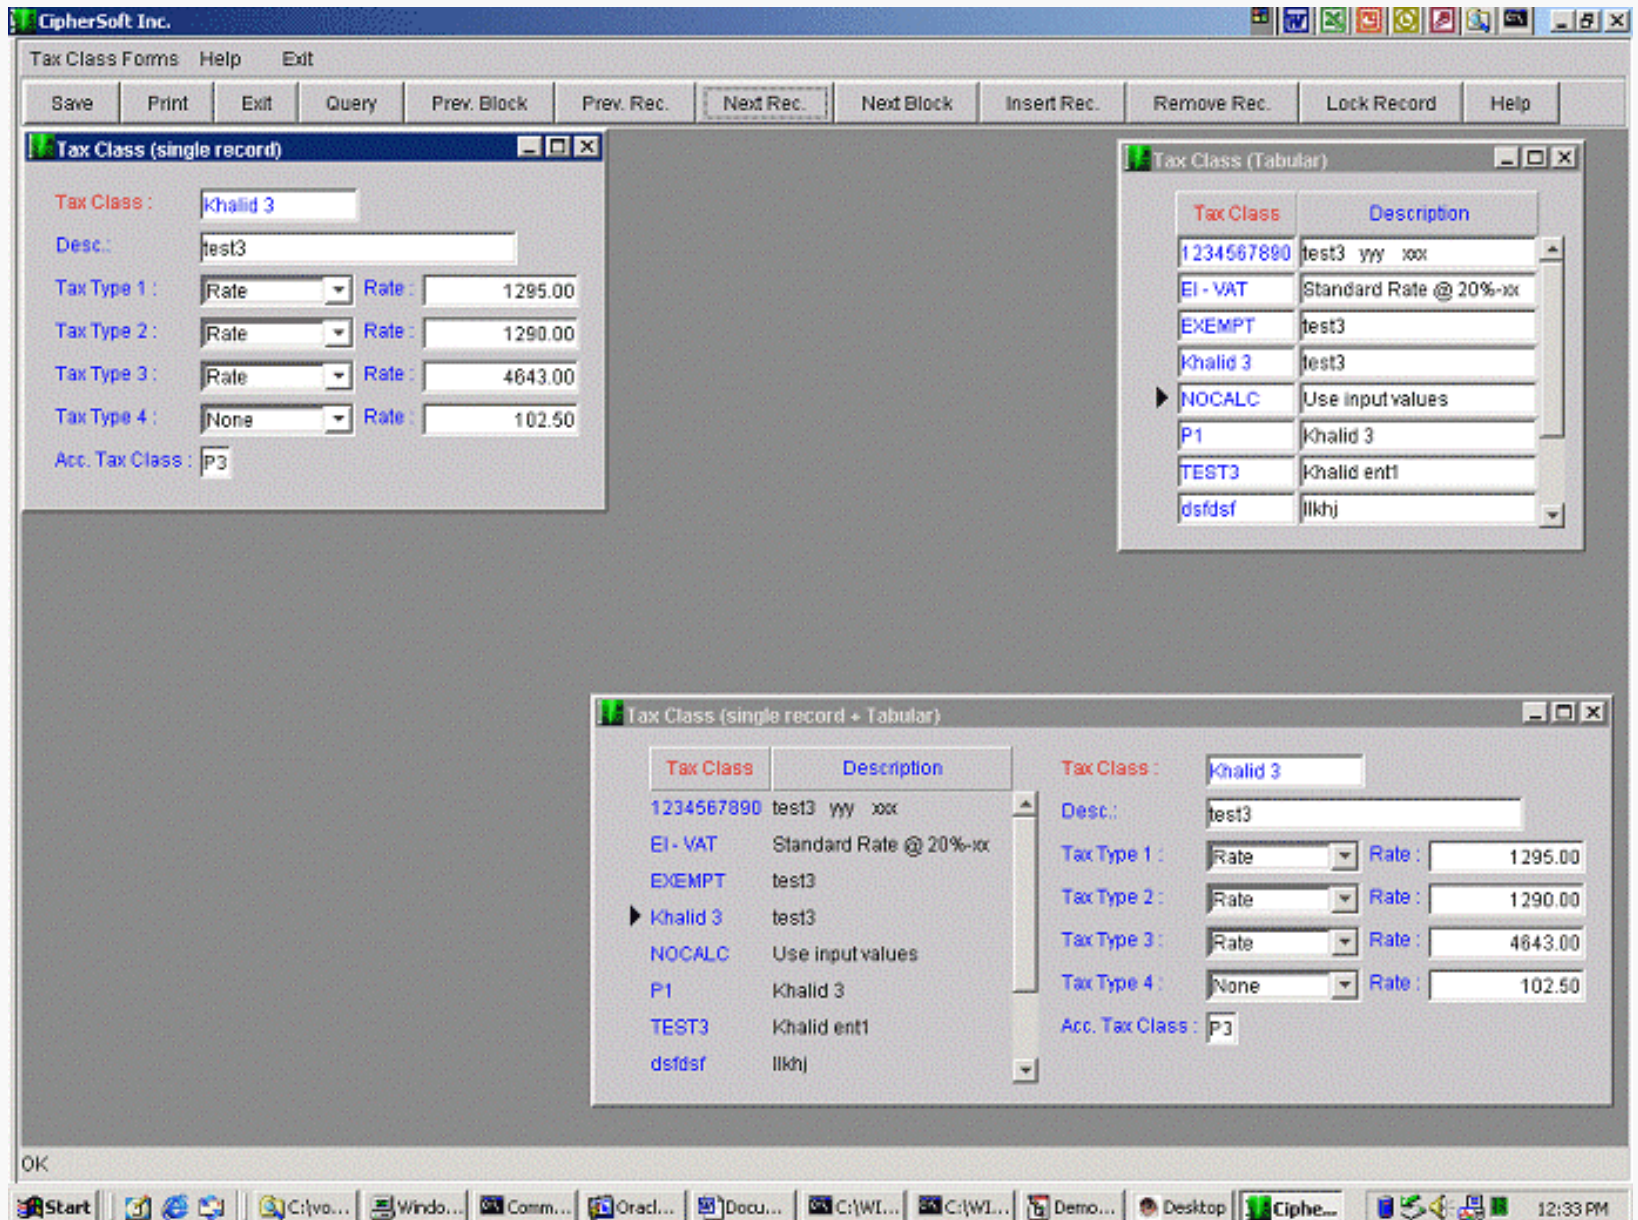 CipherSoft Inc.
Tax Class Forms Help Exit
Save Print Exit Query Prev. Block Prev. Rec. Next Rec. Next Block Insert Rec. Remove Rec. Lock Record Help
Tax Class (single record)
Tax Class : Khalid 3
Desc.: test3
Tax Type 1 : Rate Rate : 1295.00
Tax Type 2 : Rate Rate : 1290.00
Tax Type 3 : Rate Rate : 4643.00
Tax Type 4 : None Rate : 102.50
Acc. Tax Class : P3
Tax Class (Tabular)
Tax Class Description
1234567890 test3 yyy xxx
EI - VAT Standard Rate @ 20%-xx
EXEMPT test3
Khalid 3 test3
NOCALC Use input values
P1 Khalid 3
TEST3 Khalid ent1
dsfdsf llkhj
Tax Class (single record + Tabular)
Tax Class Description
1234567890 test3 yyy xxx
EI - VAT Standard Rate @ 20%-xx
EXEMPT test3
Khalid 3 test3
NOCALC Use input values
P1 Khalid 3
TEST3 Khalid ent1
dsfdsf llkhj
Tax Class : Khalid 3
Desc.: test3
Tax Type 1 : Rate Rate : 1295.00
Tax Type 2 : Rate Rate : 1290.00
Tax Type 3 : Rate Rate : 4643.00
Tax Type 4 : None Rate : 102.50
Acc. Tax Class : P3
OK
Start C:\vo... Windo... Comm... Oracl... Docu... C:\WI... C:\WI... Demo... Desktop Ciphe... 12:33 PM